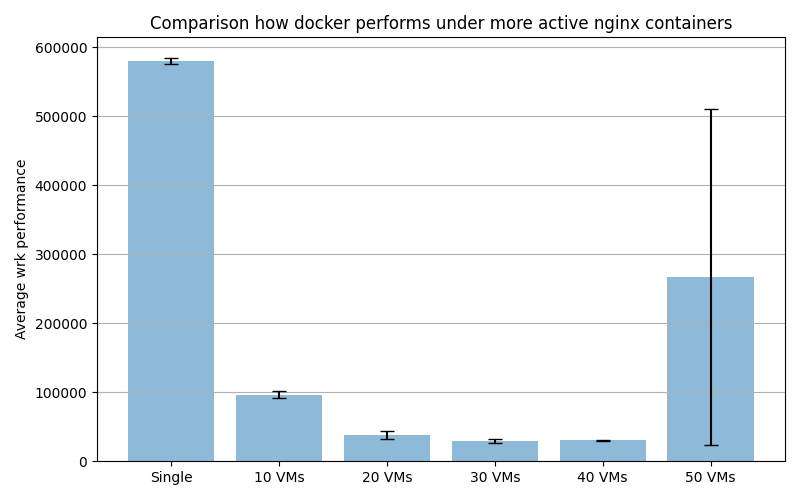 Comparison how docker performs under more active nginx containers
Average wrk performance
600000
500000
400000
300000
200000
100000
0
Single
10 VMs
20 VMs
30 VMs
40 VMs
50 VMs